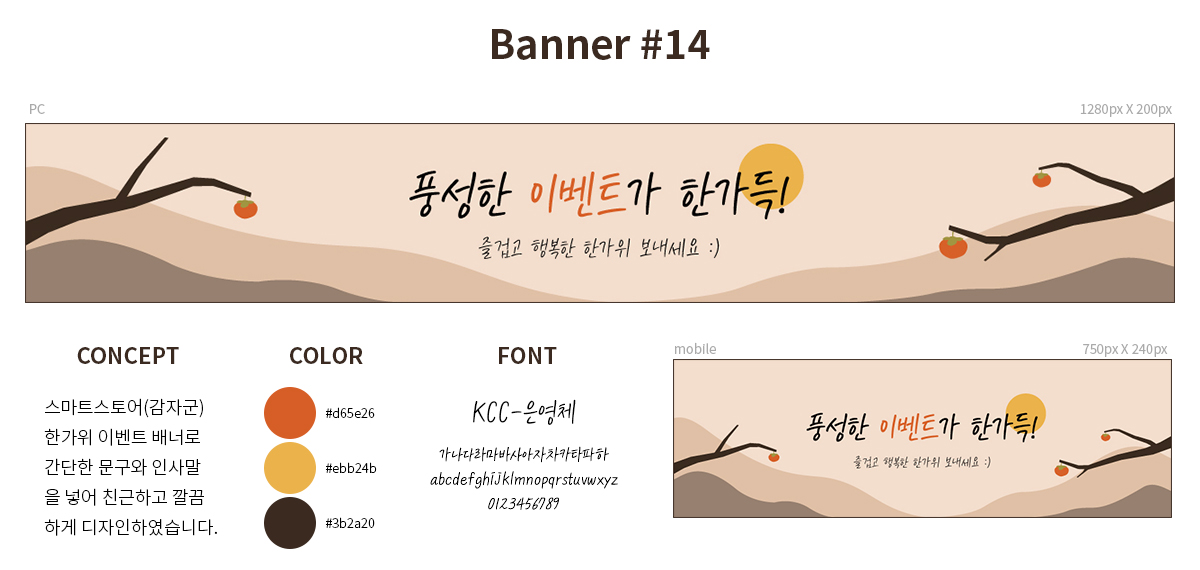 Banner #14
PC
1280px X 200px
풍성한 이벤트가 한가득!
즐겁고 행복한 한가위 보내세요 :)
CONCEPT
스마트스토어(감자군)
한가위 이벤트 배너로
간단한 문구와 인사말
을 넣어 친근하고 깔끔
하게 디자인하였습니다.
COLOR
#d65e26
#ebb24b
#3b2a20
FONT
KCC-은영체
가나다라마바사아자차카타파하
abcdefghijklmnopqrstuvwxyz
0123456789
mobile
750px X 240px
풍성한 이벤트가 한가득!
즐겁고 행복한 한가위 보내세요 :)